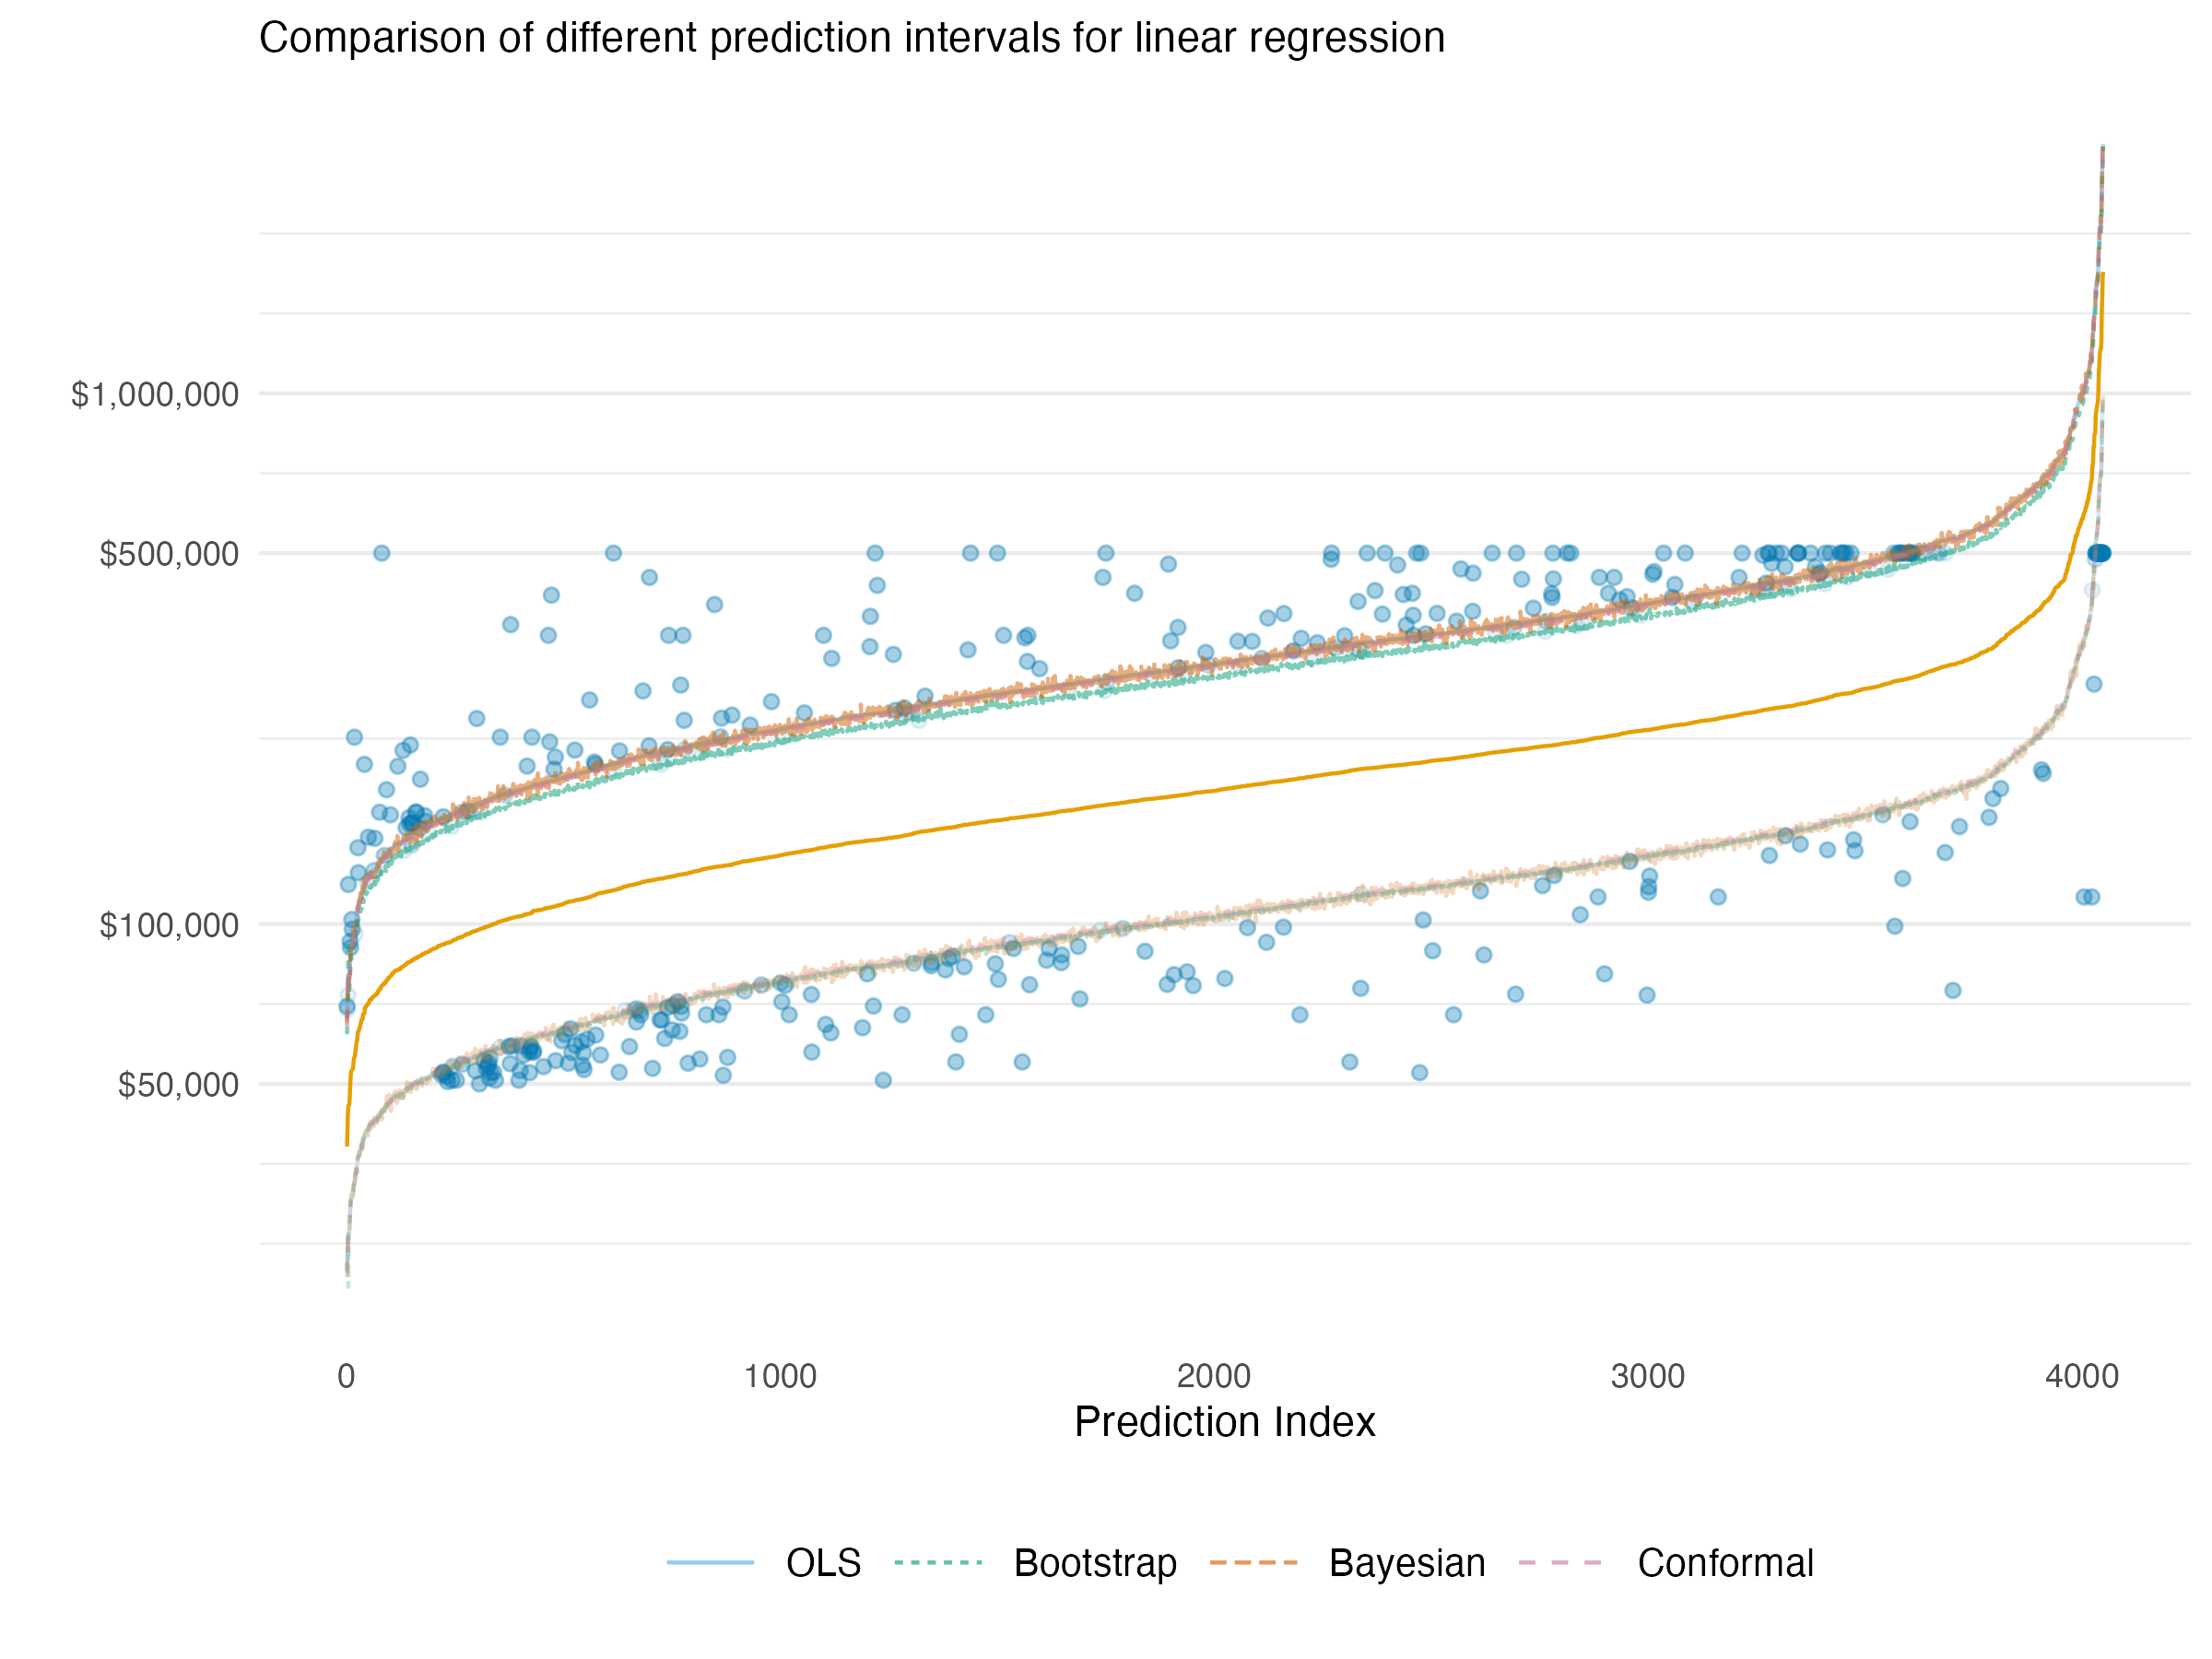 Comparison of different prediction intervals for linear regression
$1,000,000
$500,000
$100,000
$50,000
0 1000 2000 3000 4000
Prediction Index
OLS Bootstrap Bayesian Conformal